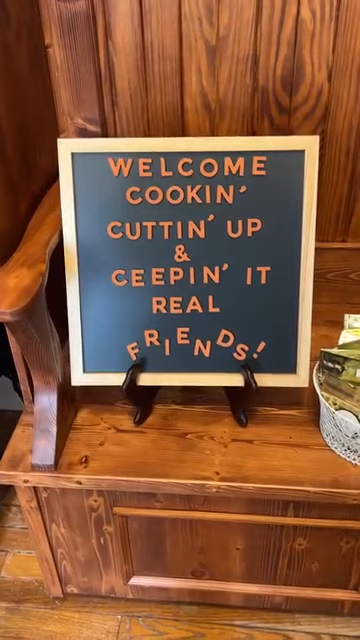 WELCOME
COOKIN'
CUTTIN' UP
&
CEEPIN' IT
REAL
FRIENDS!